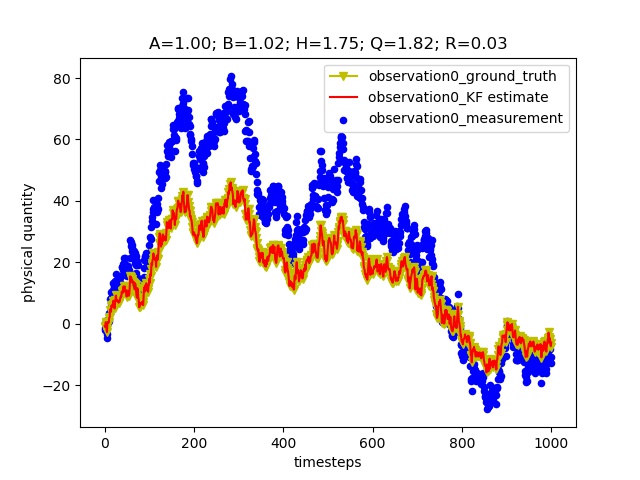 A=1.00; B=1.02; H=1.75; Q=1.82; R=0.03
observation0_ground_truth
observation0_KF estimate
observation0_measurement
80
60
40
20
0
−20
physical quantity
0 200 400 600 800 1000
timesteps